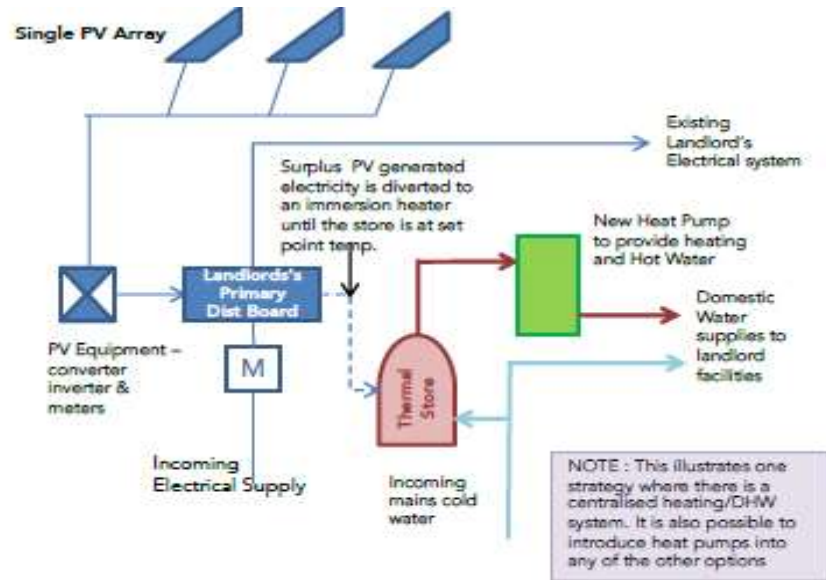 Single PV Array
Existing
Landlord's
Electrical system
Surplus PV generated
electricity is diverted to
an immersion heater
until the store is at set
point temp.
New Heat Pump
to provide heating
and Hot Water
Landlords's
Primary
Dist Board
Domestic
Water
supplies to
landlord
facilities
PV Equipment –
converter
inverter &
meters
M
Thermal
Store
Incoming
Electrical Supply
Incoming
mains cold
water
NOTE : This illustrates one
strategy where there is a
centralised heating/DHW
system. It is also possible to
introduce heat pumps into
any of the other options